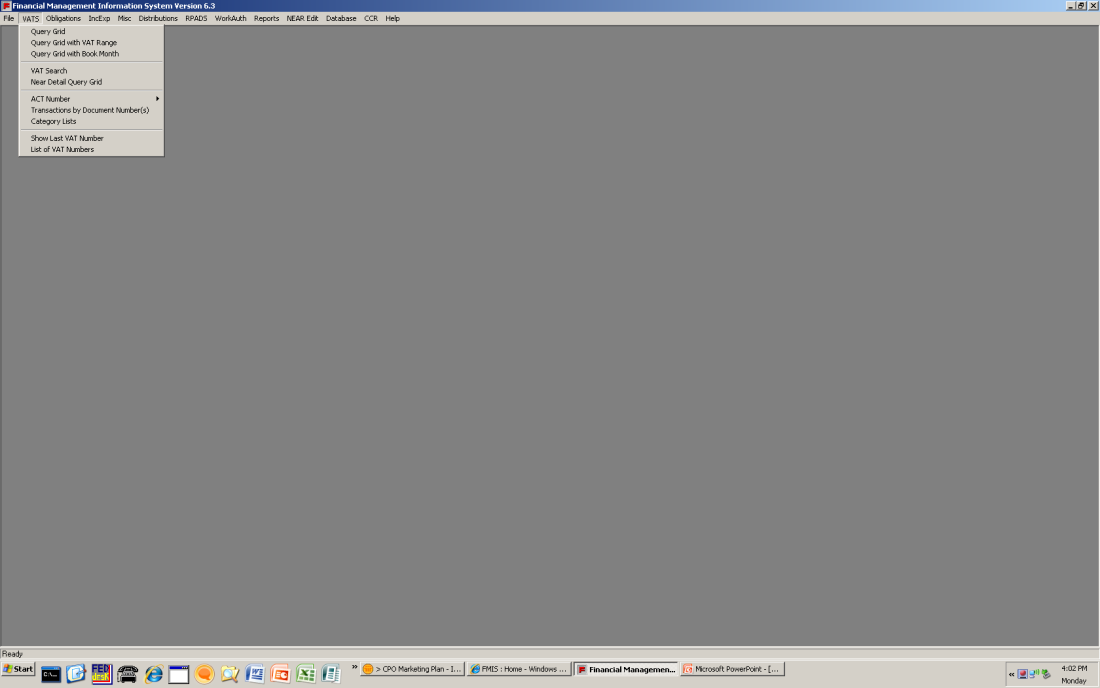 Financial Management Information System Version 6.3
File VATS Obligations IncExp Misc Distributions RPADS WorkAuth Reports NEAR Edit Database CCR Help
Query Grid
Query Grid with VAT Range
Query Grid with Book Month
VAT Search
Near Detail Query Grid
ACT Number
Transactions by Document Number(s)
Category Lists
Show Last VAT Number
List of VAT Numbers
Ready
Start C:\... FED desk » > CPO Marketing Plan - I... FMIS : Home - Windows ... Financial Managemen... Microsoft PowerPoint - [... « 4:02 PM
Monday